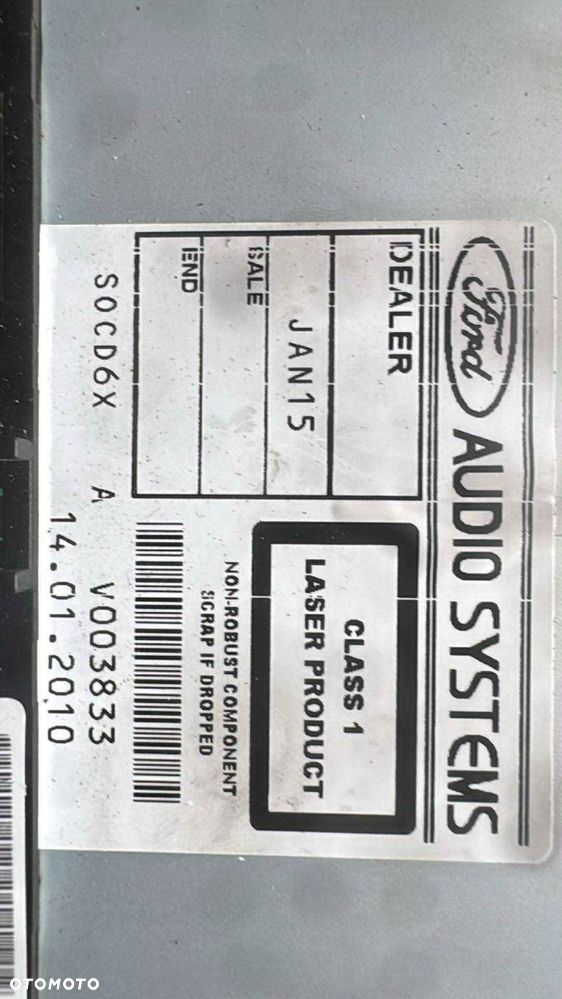 Ford AUDIO SYSTEMS
DEALER
JAN15
SALE
END
CLASS 1
LASER PRODUCT
NON-ROBUST COMPONENT
SCRAP IF DROPPED
SOCD6X A V003833
14.01.2010
OTOMOTO